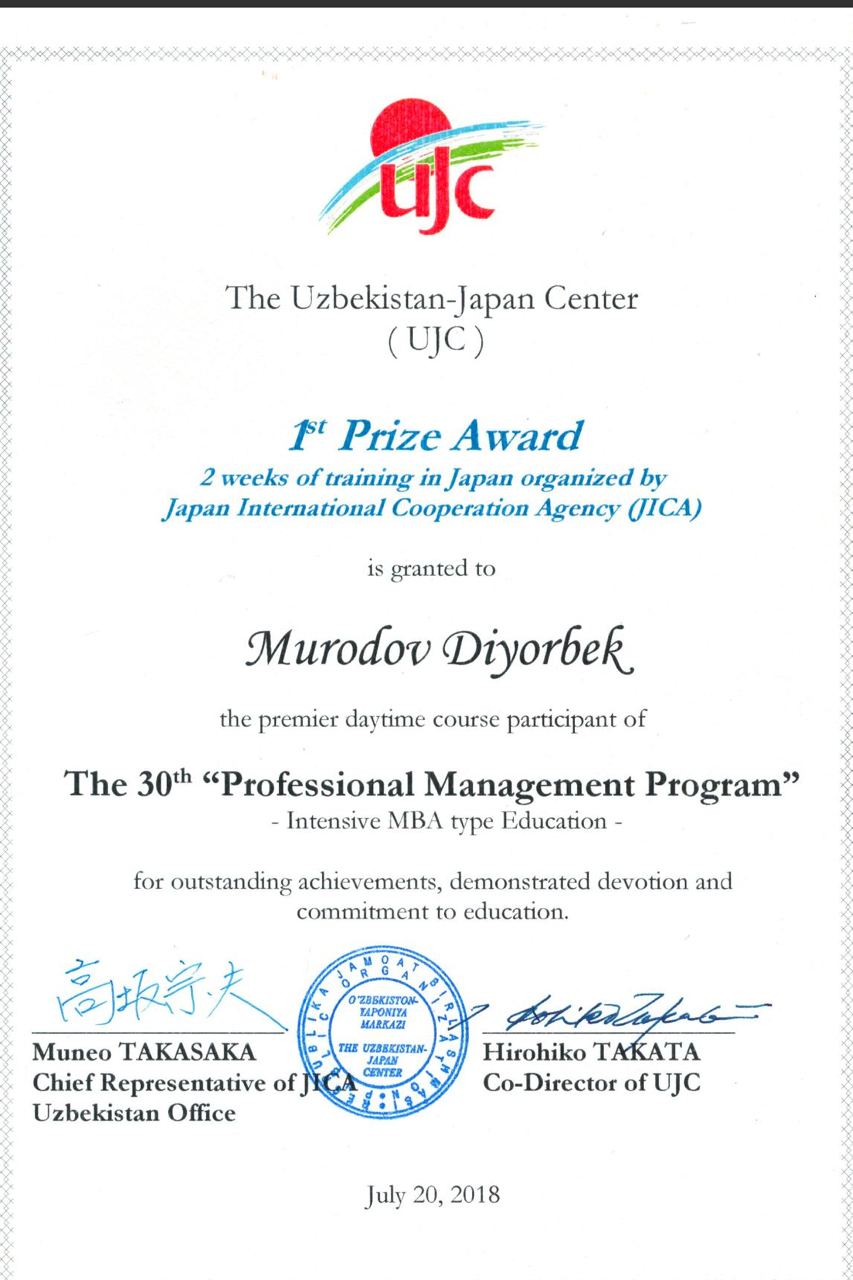 ujc
The Uzbekistan-Japan Center
( UJC )
1st Prize Award
2 weeks of training in Japan organized by
Japan International Cooperation Agency (JICA)
is granted to
Murodov Diyorbek
the premier daytime course participant of
The 30th “Professional Management Program”
- Intensive MBA type Education -
for outstanding achievements, demonstrated devotion and
commitment to education.
高坂宗夫
O'ZBEKISTON-
YAPONIYA
MARKAZI
THE UZBEKISTAN-
JAPAN
CENTER
RESPUBLIKA JAMOAT BIRLASHMASI
PUBLIC ORGANIZATION
Muneo TAKASAKA
Chief Representative of JICA
Uzbekistan Office
Hirohiko TAKATA
Co-Director of UJC
July 20, 2018